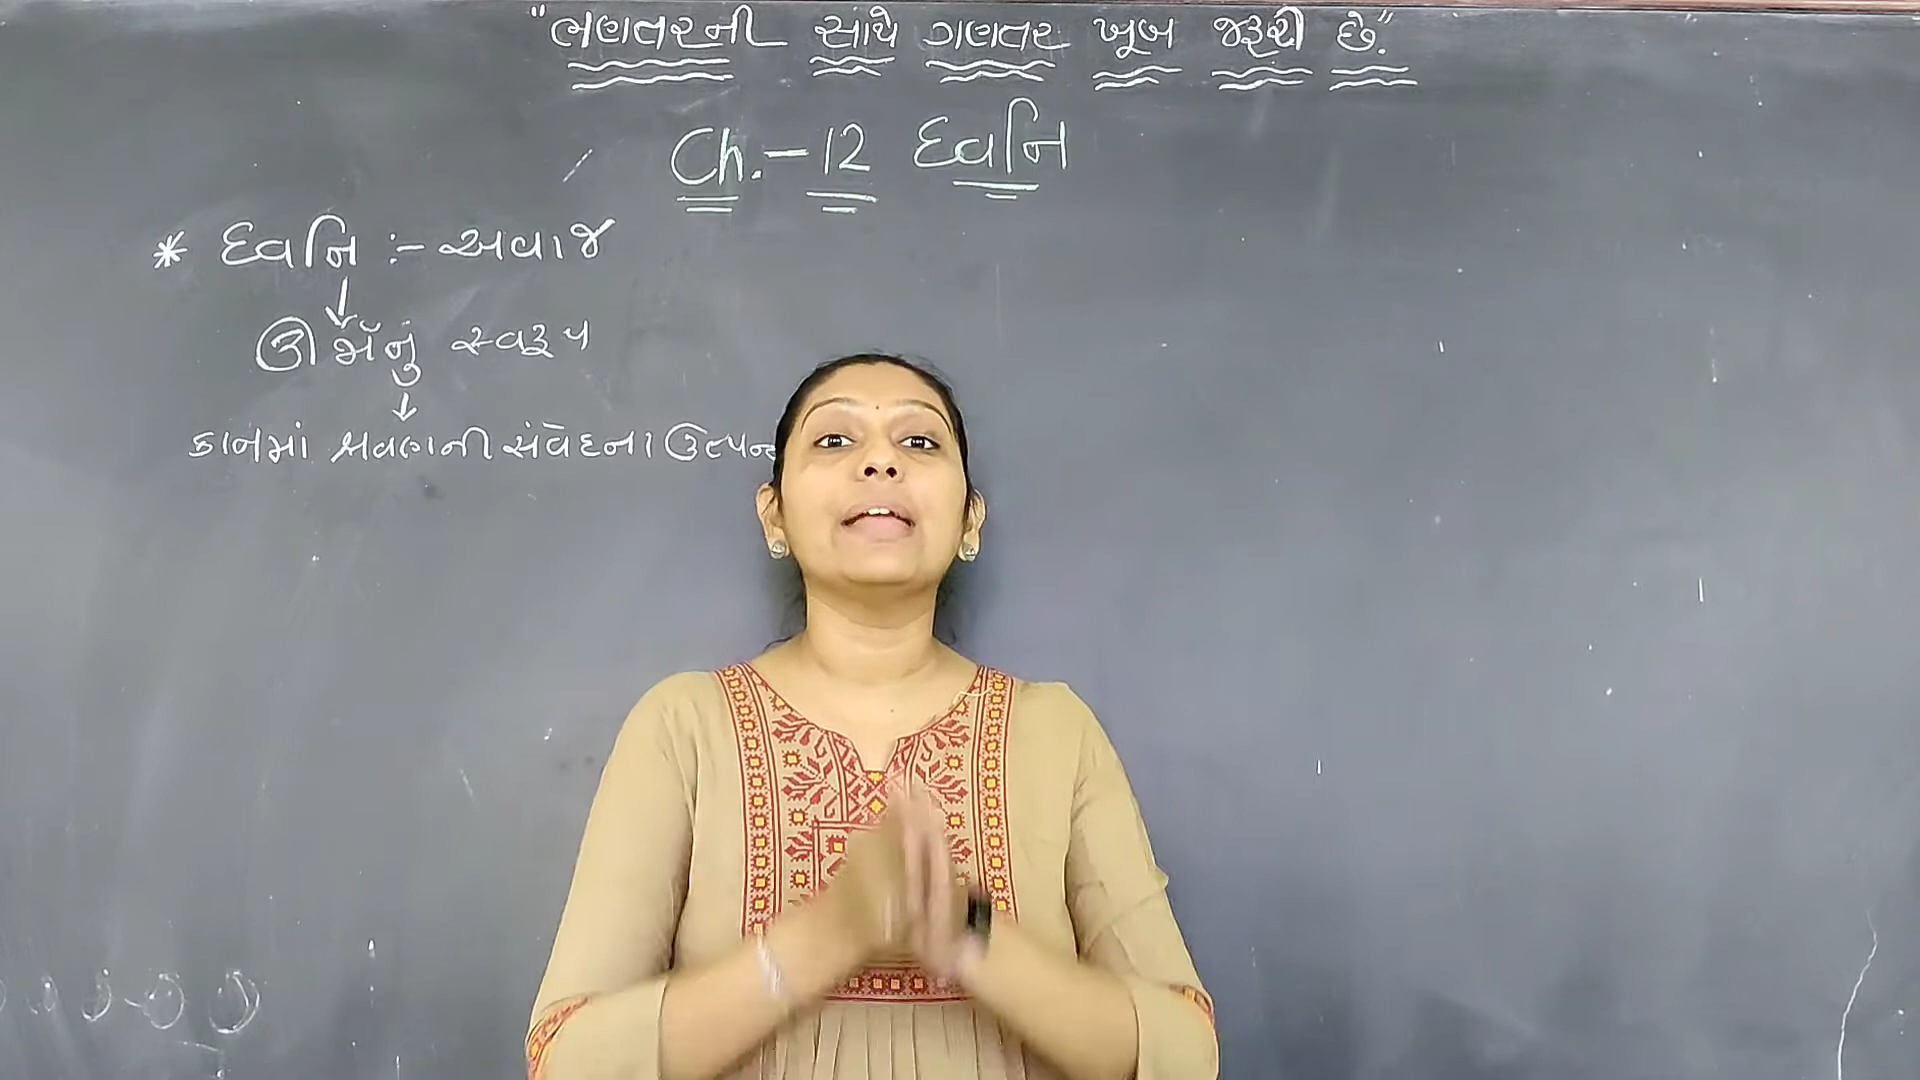 "ભણતરની સાથે ગણતર ખૂબ જરૂરી છે."
Ch.-12 ધ્વનિ
* ધ્વનિ :- અવાજ
↓
ઊર્જાનું સ્વરૂપ
↓
કાનમાં શ્રવણની સંવેદના ઉત્પન્ન